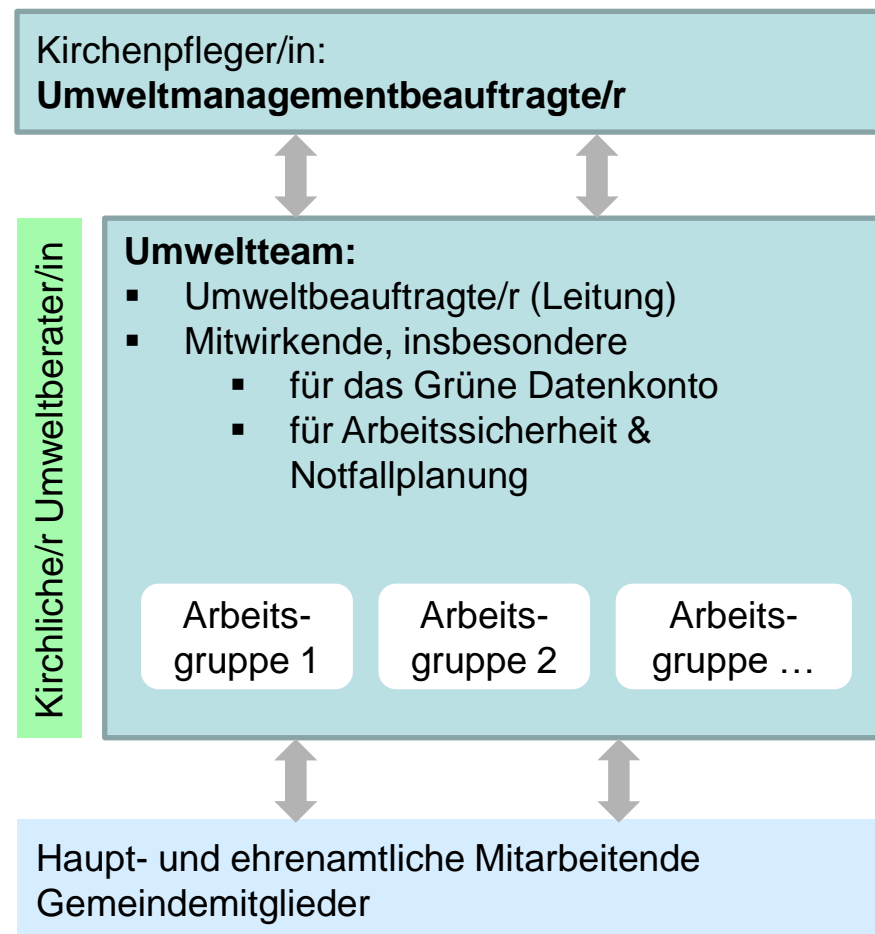 Kirchenpfleger/in:
Umweltmanagementbeauftragte/r
Kirchliche/r Umweltberater/in
Umweltteam:
▪ Umweltbeauftragte/r (Leitung)
▪ Mitwirkende, insbesondere
▪ für das Grüne Datenkonto
▪ für Arbeitssicherheit &
Notfallplanung
Arbeits-
gruppe 1
Arbeits-
gruppe 2
Arbeits-
gruppe …
Haupt- und ehrenamtliche Mitarbeitende
Gemeindemitglieder